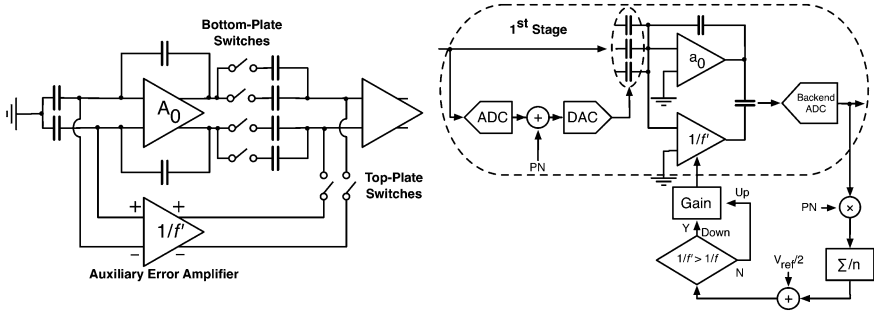 Bottom-Plate
Switches
A0
Top-Plate
Switches
+ +
1/f'
− −
Auxiliary Error Amplifier
1st Stage
a0
ADC
+
DAC
PN
1/f'
Backend
ADC
Gain
Up
Y
Down
1/f' > 1/f
N
PN
×
Vref/2
Σ/n
+